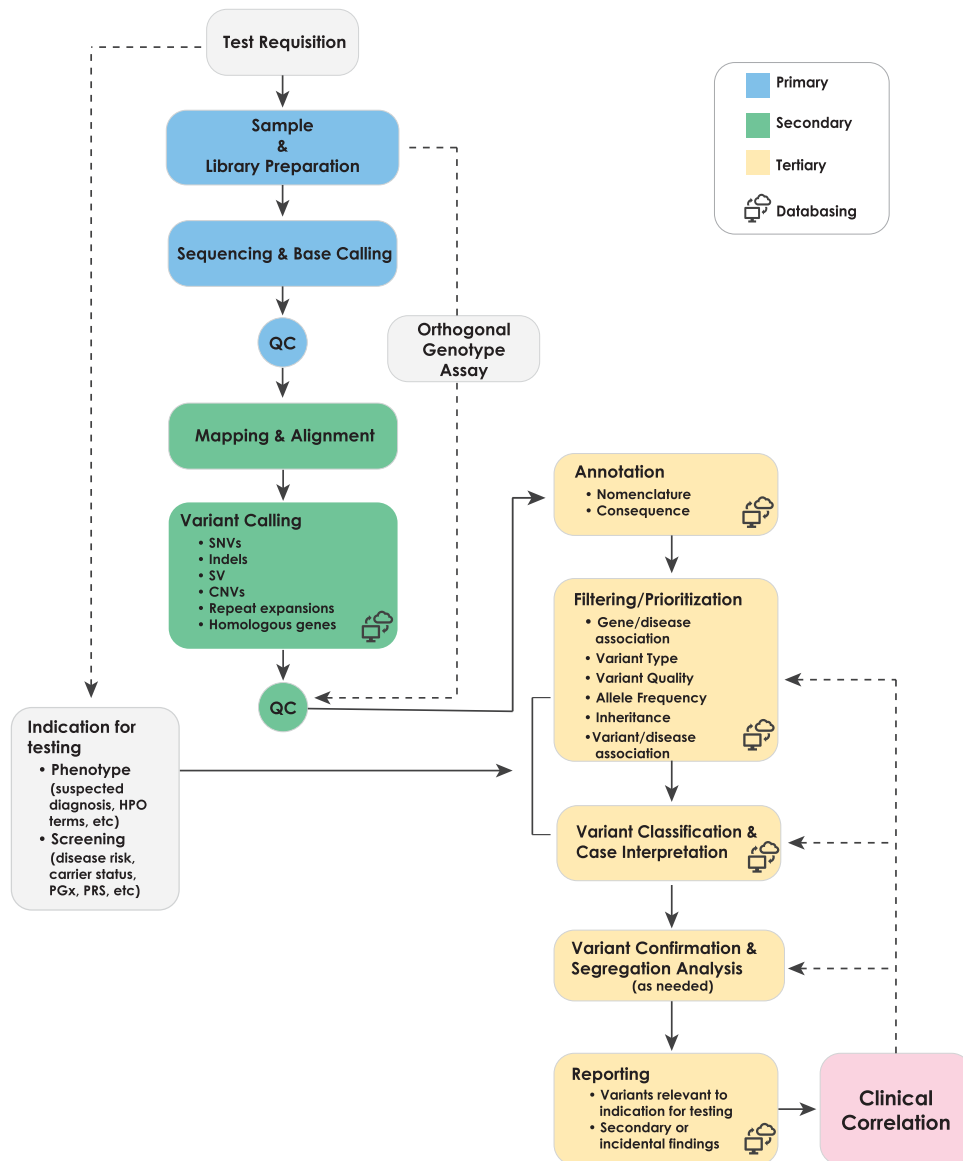 Test Requisition
Sample
&
Library Preparation
Sequencing & Base Calling
QC
Orthogonal
Genotype
Assay
Mapping & Alignment
Variant Calling
• SNVs
• Indels
• SV
• CNVs
• Repeat expansions
• Homologous genes
QC
Indication for
testing
• Phenotype
(suspected
diagnosis, HPO
terms, etc)
• Screening
(disease risk,
carrier status,
PGx, PRS, etc)
Primary
Secondary
Tertiary
Databasing
Annotation
• Nomenclature
• Consequence
Filtering/Prioritization
• Gene/disease
association
• Variant Type
• Variant Quality
• Allele Frequency
• Inheritance
•Variant/disease
association
Variant Classification &
Case Interpretation
Variant Confirmation &
Segregation Analysis
(as needed)
Reporting
• Variants relevant to
indication for testing
• Secondary or
incidental findings
Clinical
Correlation